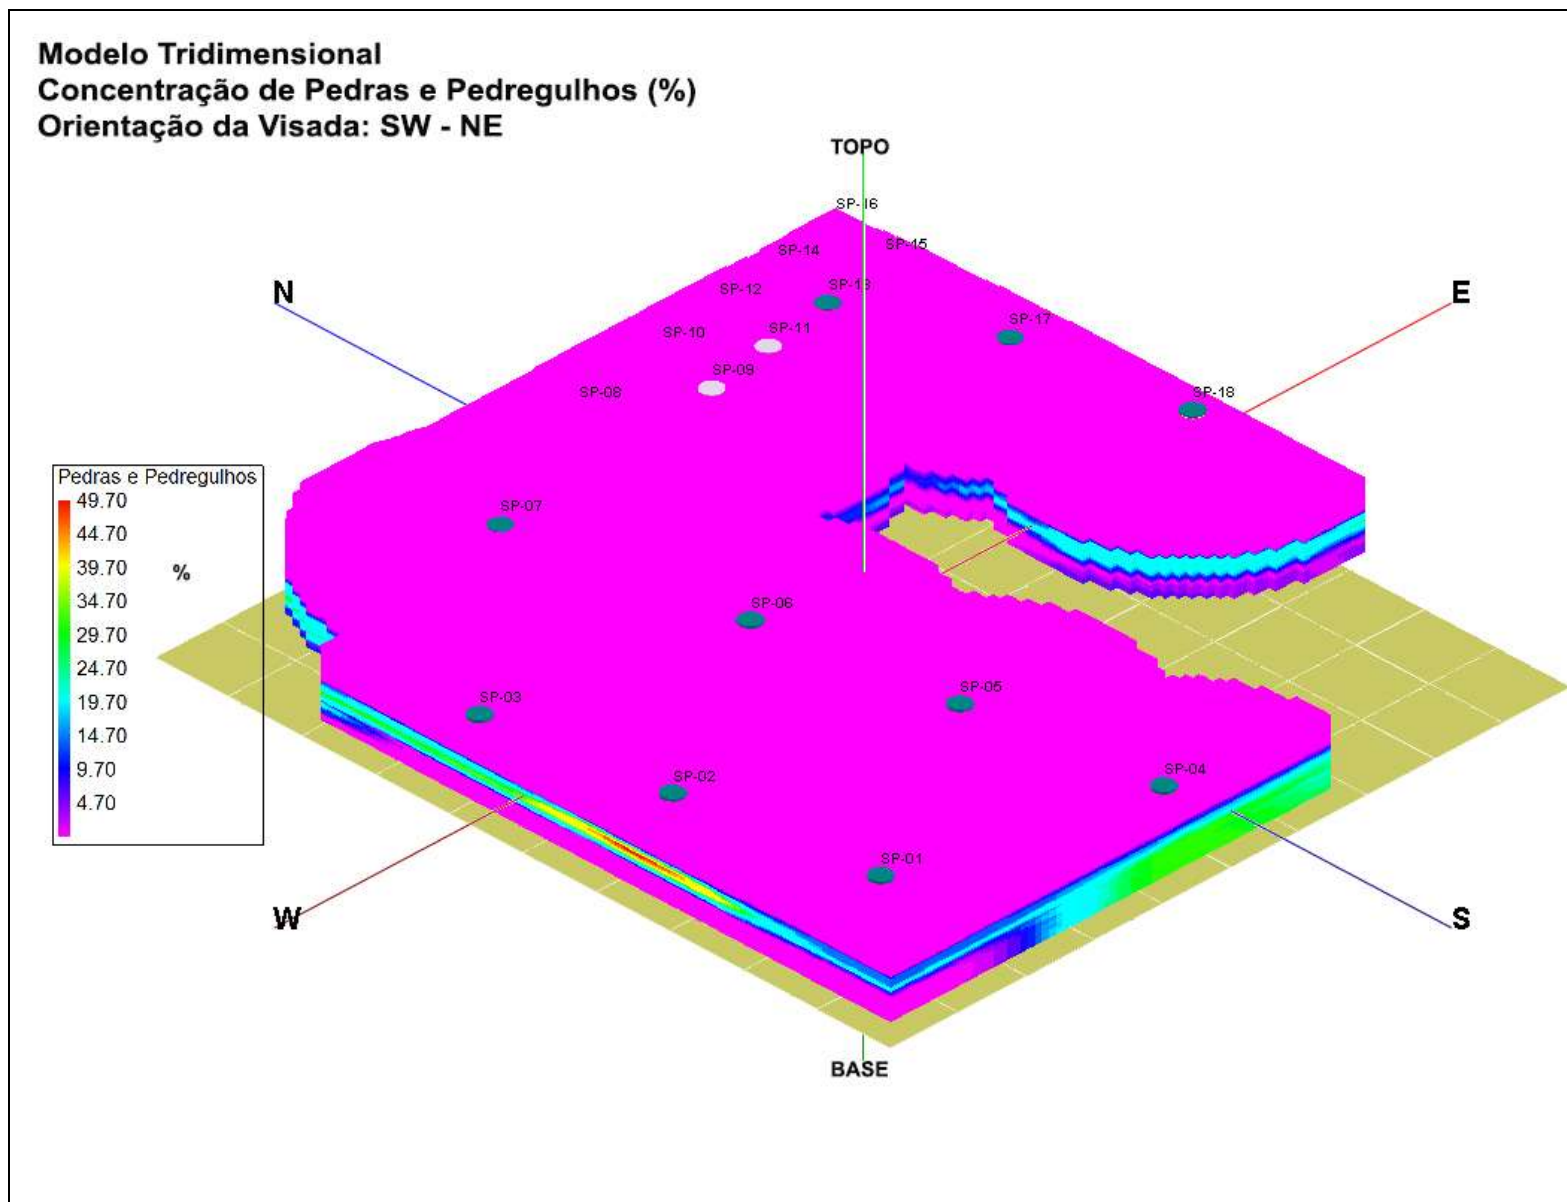 Modelo Tridimensional
Concentração de Pedras e Pedregulhos (%)
Orientação da Visada: SW - NE
TOPO
SP-16
SP-15
SP-14
SP-13
SP-12
N
E
SP-17
SP-11
SP-10
SP-09
SP-08
SP-18
Pedras e Pedregulhos
49.70
44.70
39.70
34.70
29.70
24.70
19.70
14.70
9.70
4.70
%
SP-07
SP-06
SP-05
SP-03
SP-02
SP-04
SP-01
W
S
BASE